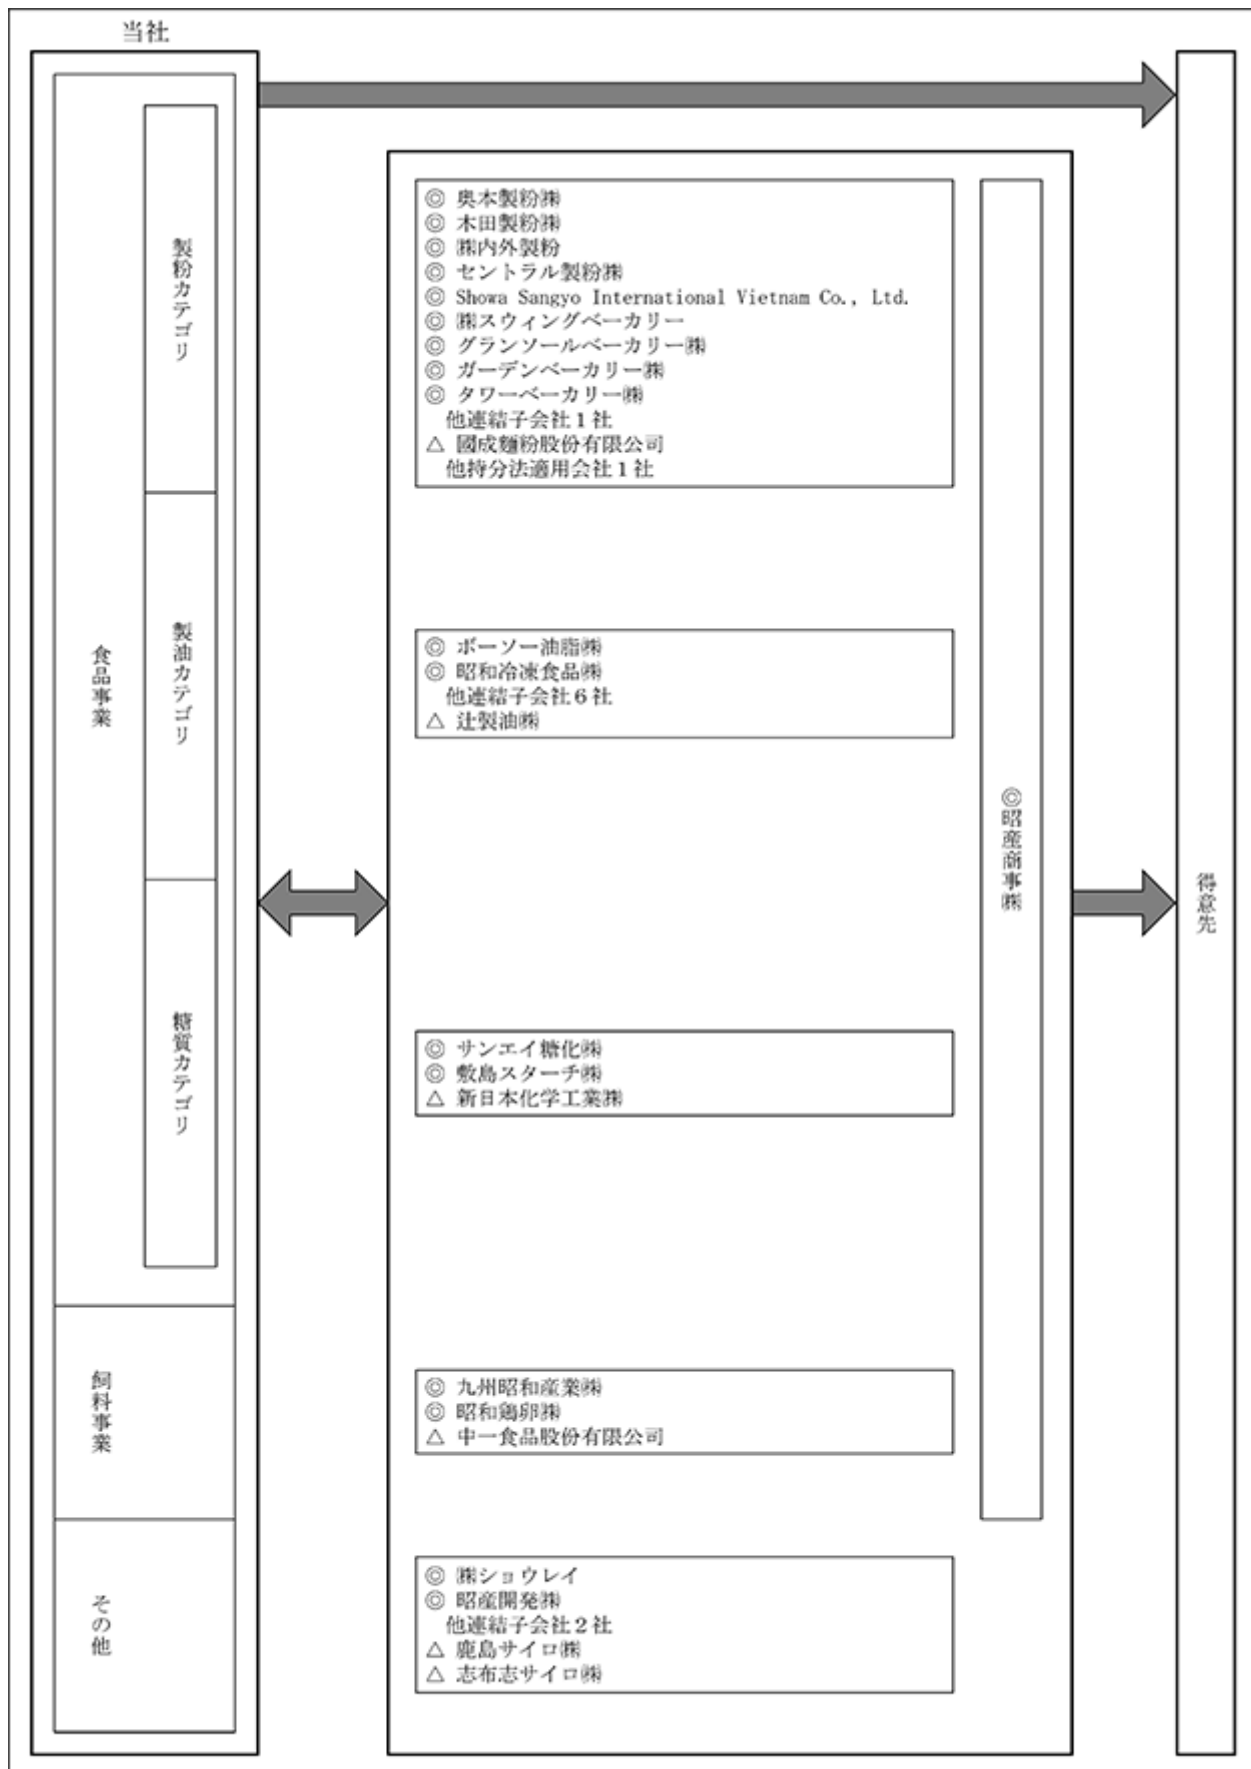 当社
食品事業
製粉カテゴリ
製油カテゴリ
糖質カテゴリ
飼料事業
その他
◎ 奥本製粉㈱
◎ 木田製粉㈱
◎ ㈱内外製粉
◎ セントラル製粉㈱
◎ Showa Sangyo International Vietnam Co., Ltd.
◎ ㈱スウィングベーカリー
◎ グランソールベーカリー㈱
◎ ガーデンベーカリー㈱
◎ タワーベーカリー㈱
他連結子会社1社
△ 國成麵粉股份有限公司
他持分法適用会社1社
◎ ボーソー油脂㈱
◎ 昭和冷凍食品㈱
他連結子会社6社
△ 辻製油㈱
◎ サンエイ糖化㈱
◎ 敷島スターチ㈱
△ 新日本化学工業㈱
◎ 九州昭和産業㈱
◎ 昭和鶏卵㈱
△ 中一食品股份有限公司
◎ ㈱ショウレイ
◎ 昭産開発㈱
他連結子会社2社
△ 鹿島サイロ㈱
△ 志布志サイロ㈱
◎昭産商事㈱
得意先